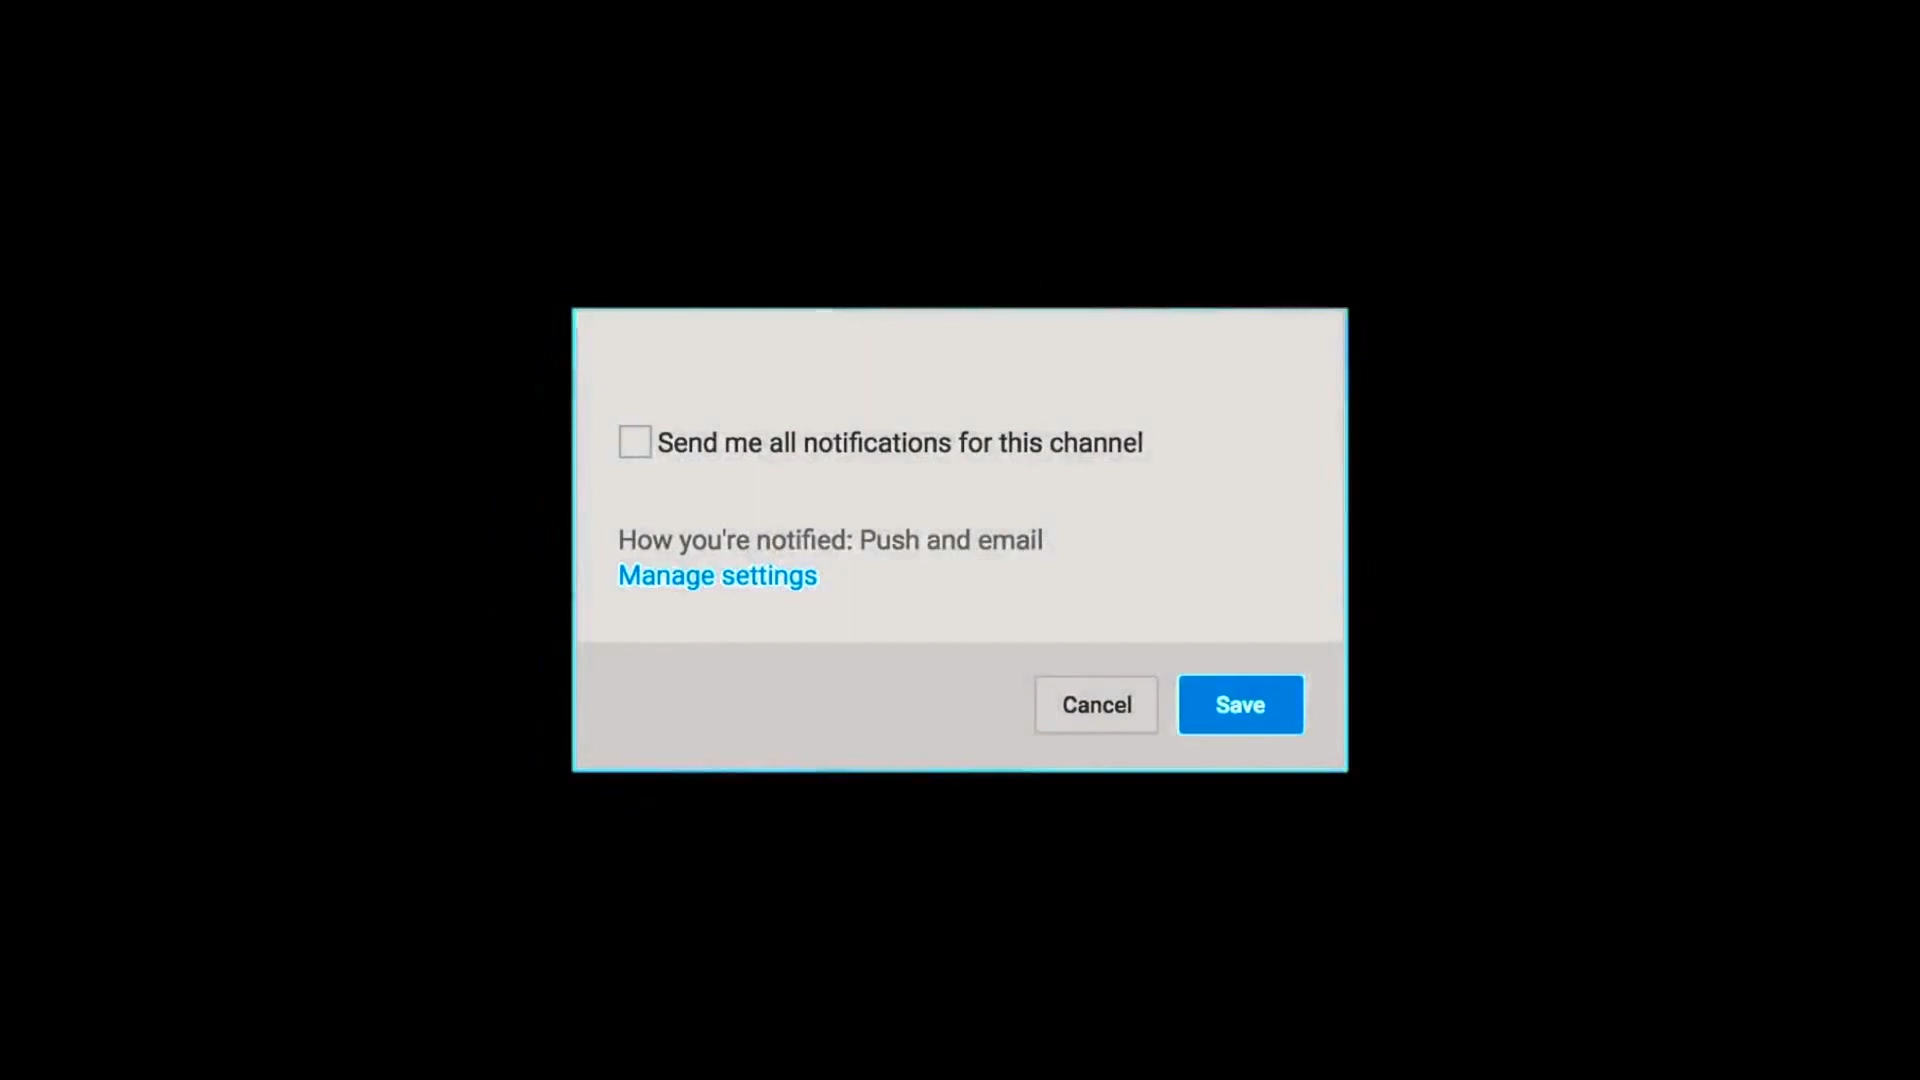 Send me all notifications for this channel
How you're notified: Push and email
Manage settings
Cancel
Save